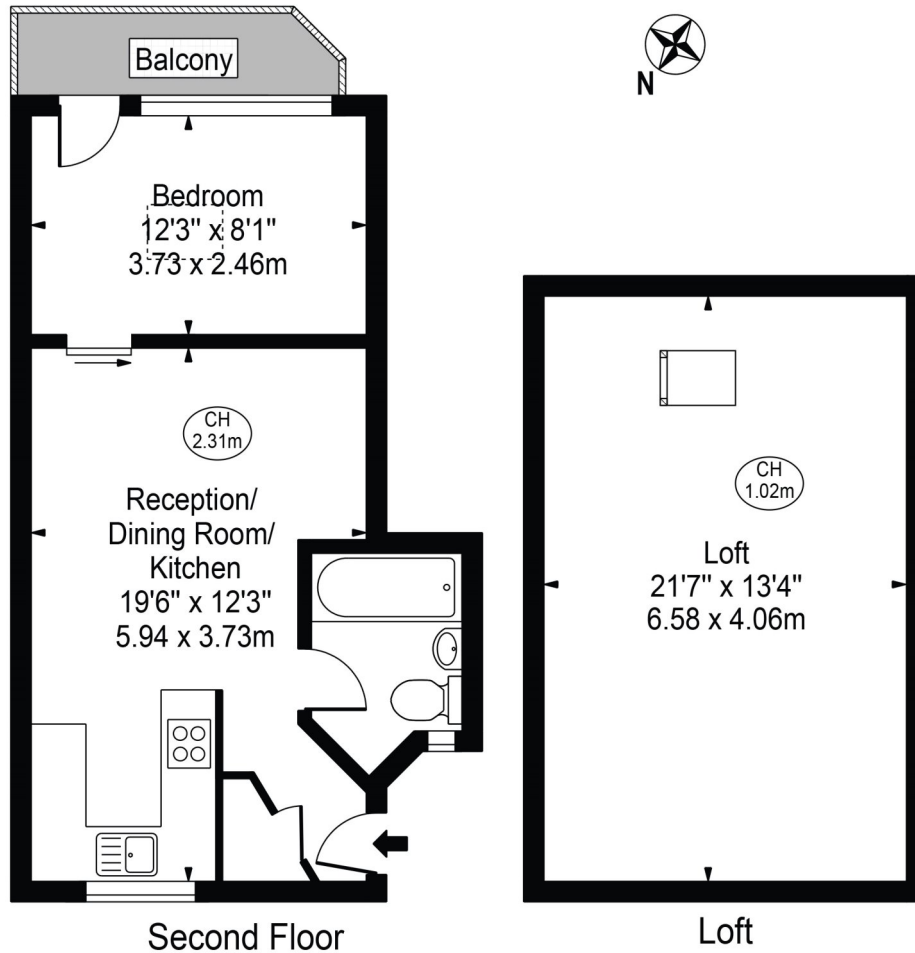 Balcony
N
Bedroom
12'3" x 8'1"
3.73 x 2.46m
CH
2.31m
Reception/
Dining Room/
Kitchen
19'6" x 12'3"
5.94 x 3.73m
Second Floor
CH
1.02m
Loft
21'7" x 13'4"
6.58 x 4.06m
Loft